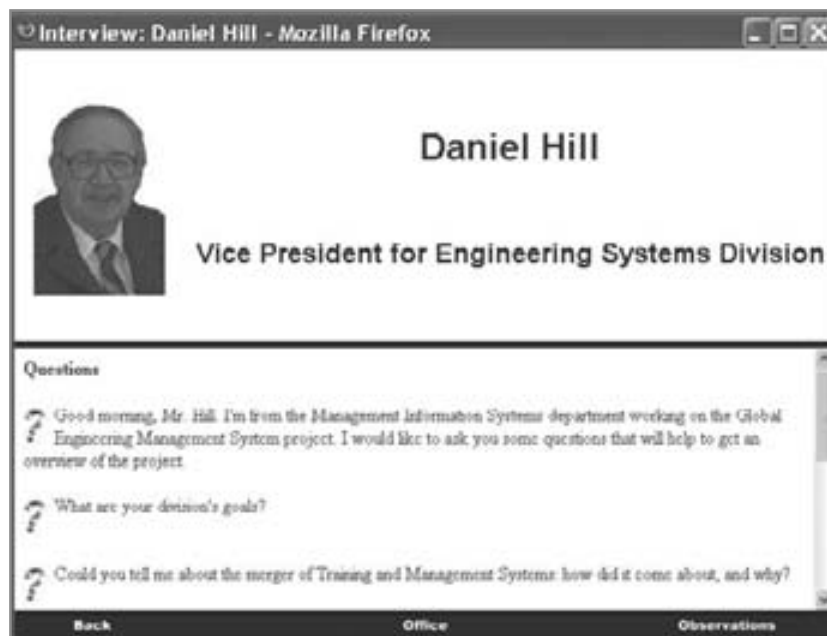 Interview: Daniel Hill - Mozilla Firefox
Daniel Hill
Vice President for Engineering Systems Division
Questions
Good morning, Mr. Hill. I'm from the Management Information Systems department working on the Global
Engineering Management System project. I would like to ask you some questions that will help to get an
overview of the project.
What are your division's goals?
Could you tell me about the merger of Training and Management Systems: how did it come about, and why?
Back Office Observations